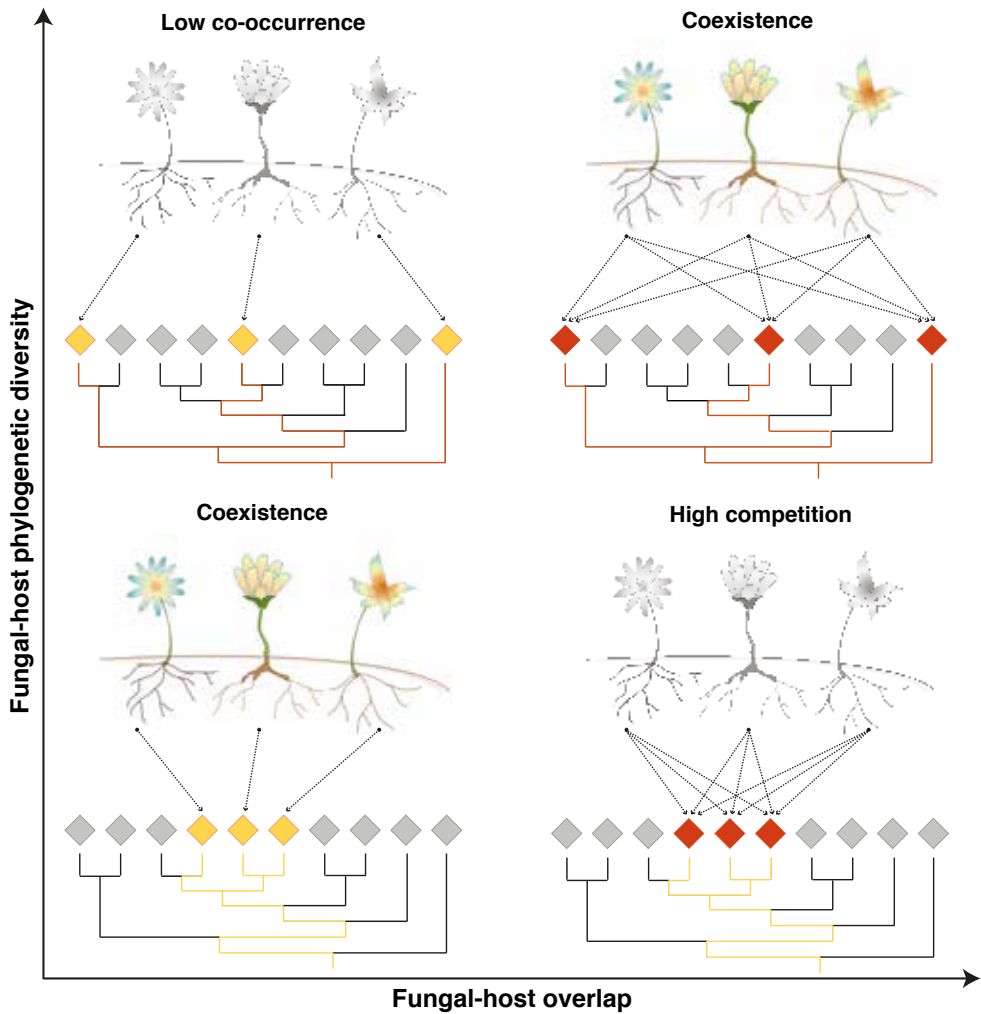 Low co-occurrence
Coexistence
Fungal-host phylogenetic diversity
Coexistence
High competition
Fungal-host overlap